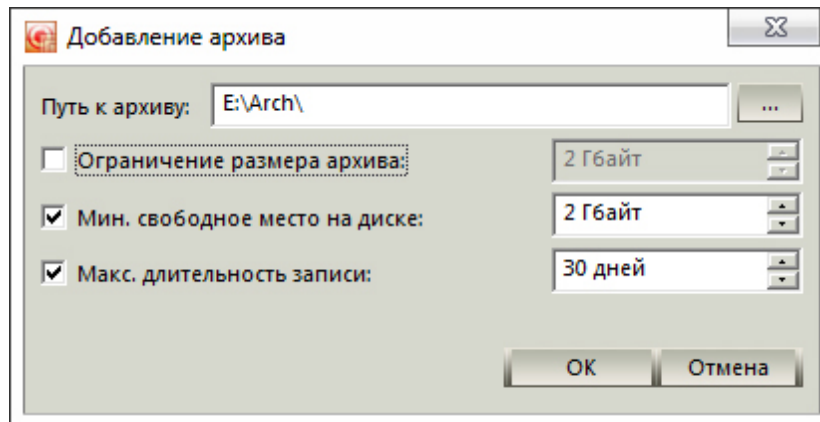 Добавление архива
Путь к архиву: E:\Arch\ ...
Ограничение размера архива: 2 Гбайт
Мин. свободное место на диске: 2 Гбайт
Макс. длительность записи: 30 дней
ОК Отмена